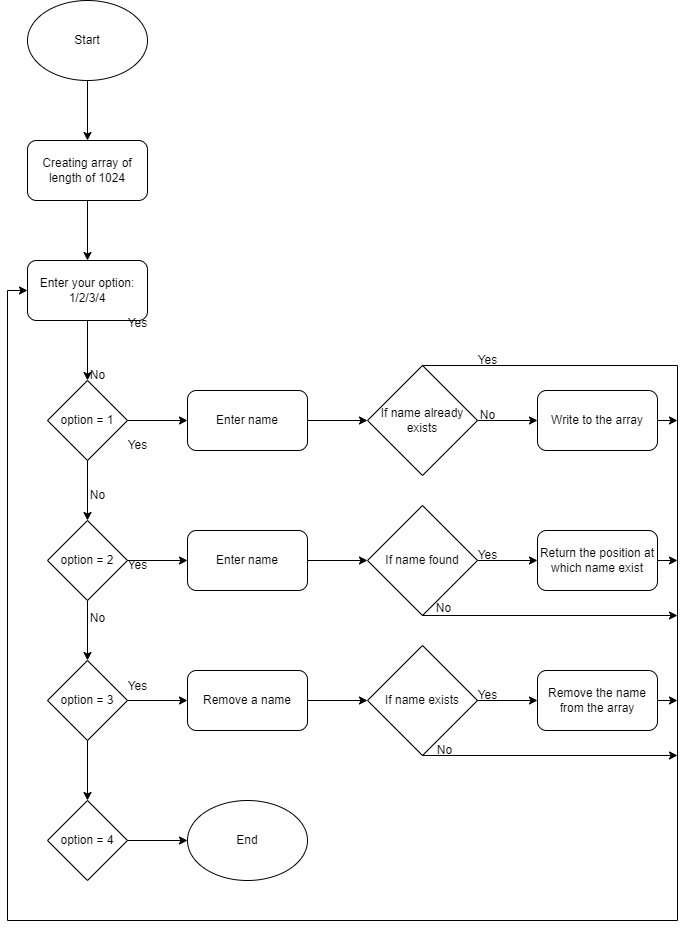 Start
Creating array of
length of 1024
Enter your option:
1/2/3/4
Yes
No
Yes
option = 1
Enter name
If name already
exists
No
Write to the array
Yes
No
option = 2
Yes
Enter name
If name found
Yes
Return the position at
which name exist
No
No
option = 3
Yes
Remove a name
If name exists
Yes
Remove the name
from the array
No
option = 4
End